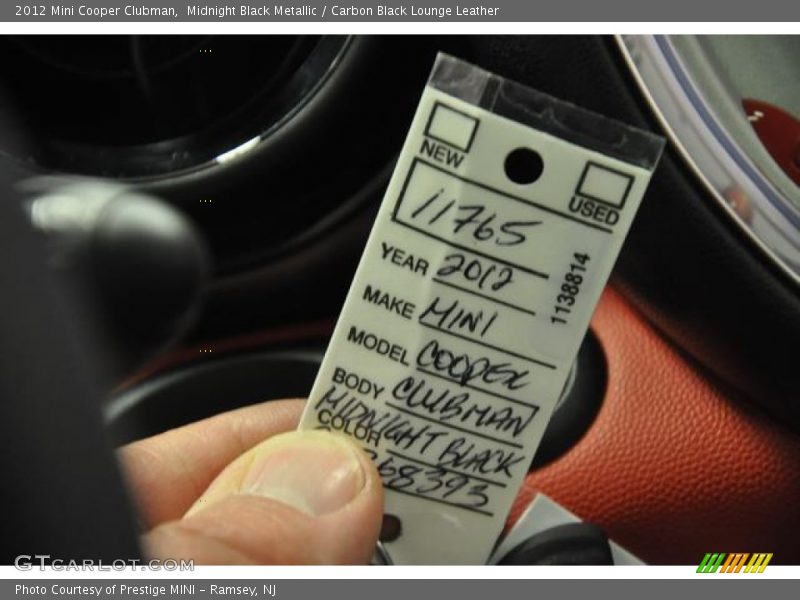 2012 Mini Cooper Clubman,  Midnight Black Metallic / Carbon Black Lounge Leather
NEW
USED
11765
YEAR 2012
1138814
MAKE MINI
MODEL COOPER
BODY CLUBMAN
MIDNIGHT BLACK
COLOR
68393
GTcarlot.com
Photo Courtesy of Prestige MINI - Ramsey, NJ